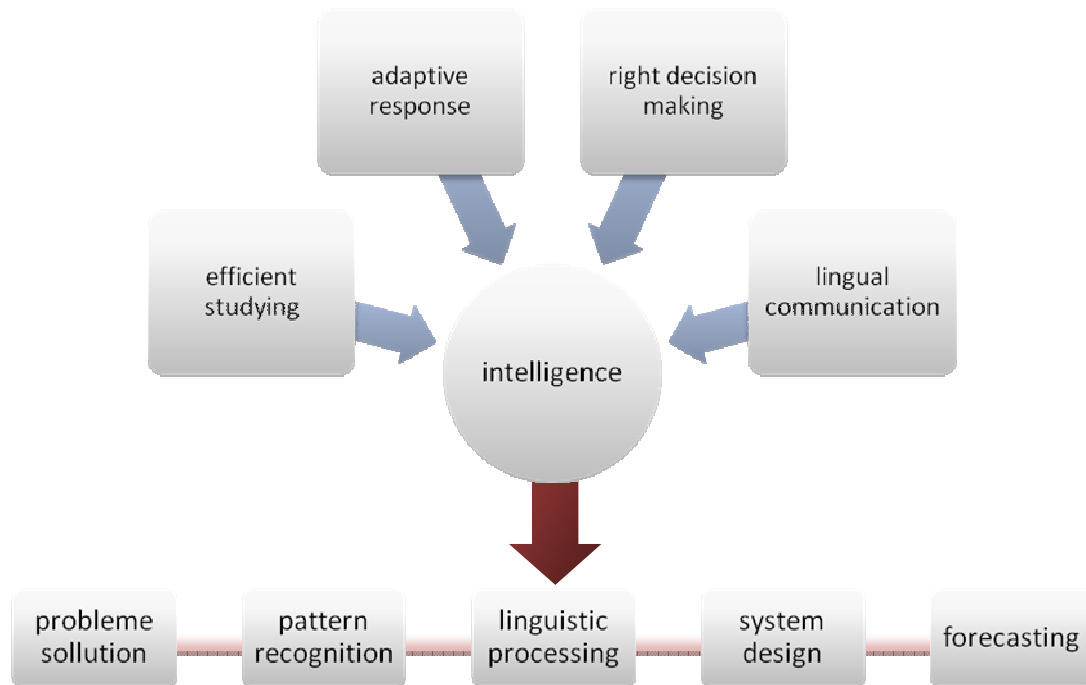 adaptive
response
right decision
making
efficient
studying
lingual
communication
intelligence
probleme
sollution
pattern
recognition
linguistic
processing
system
design
forecasting